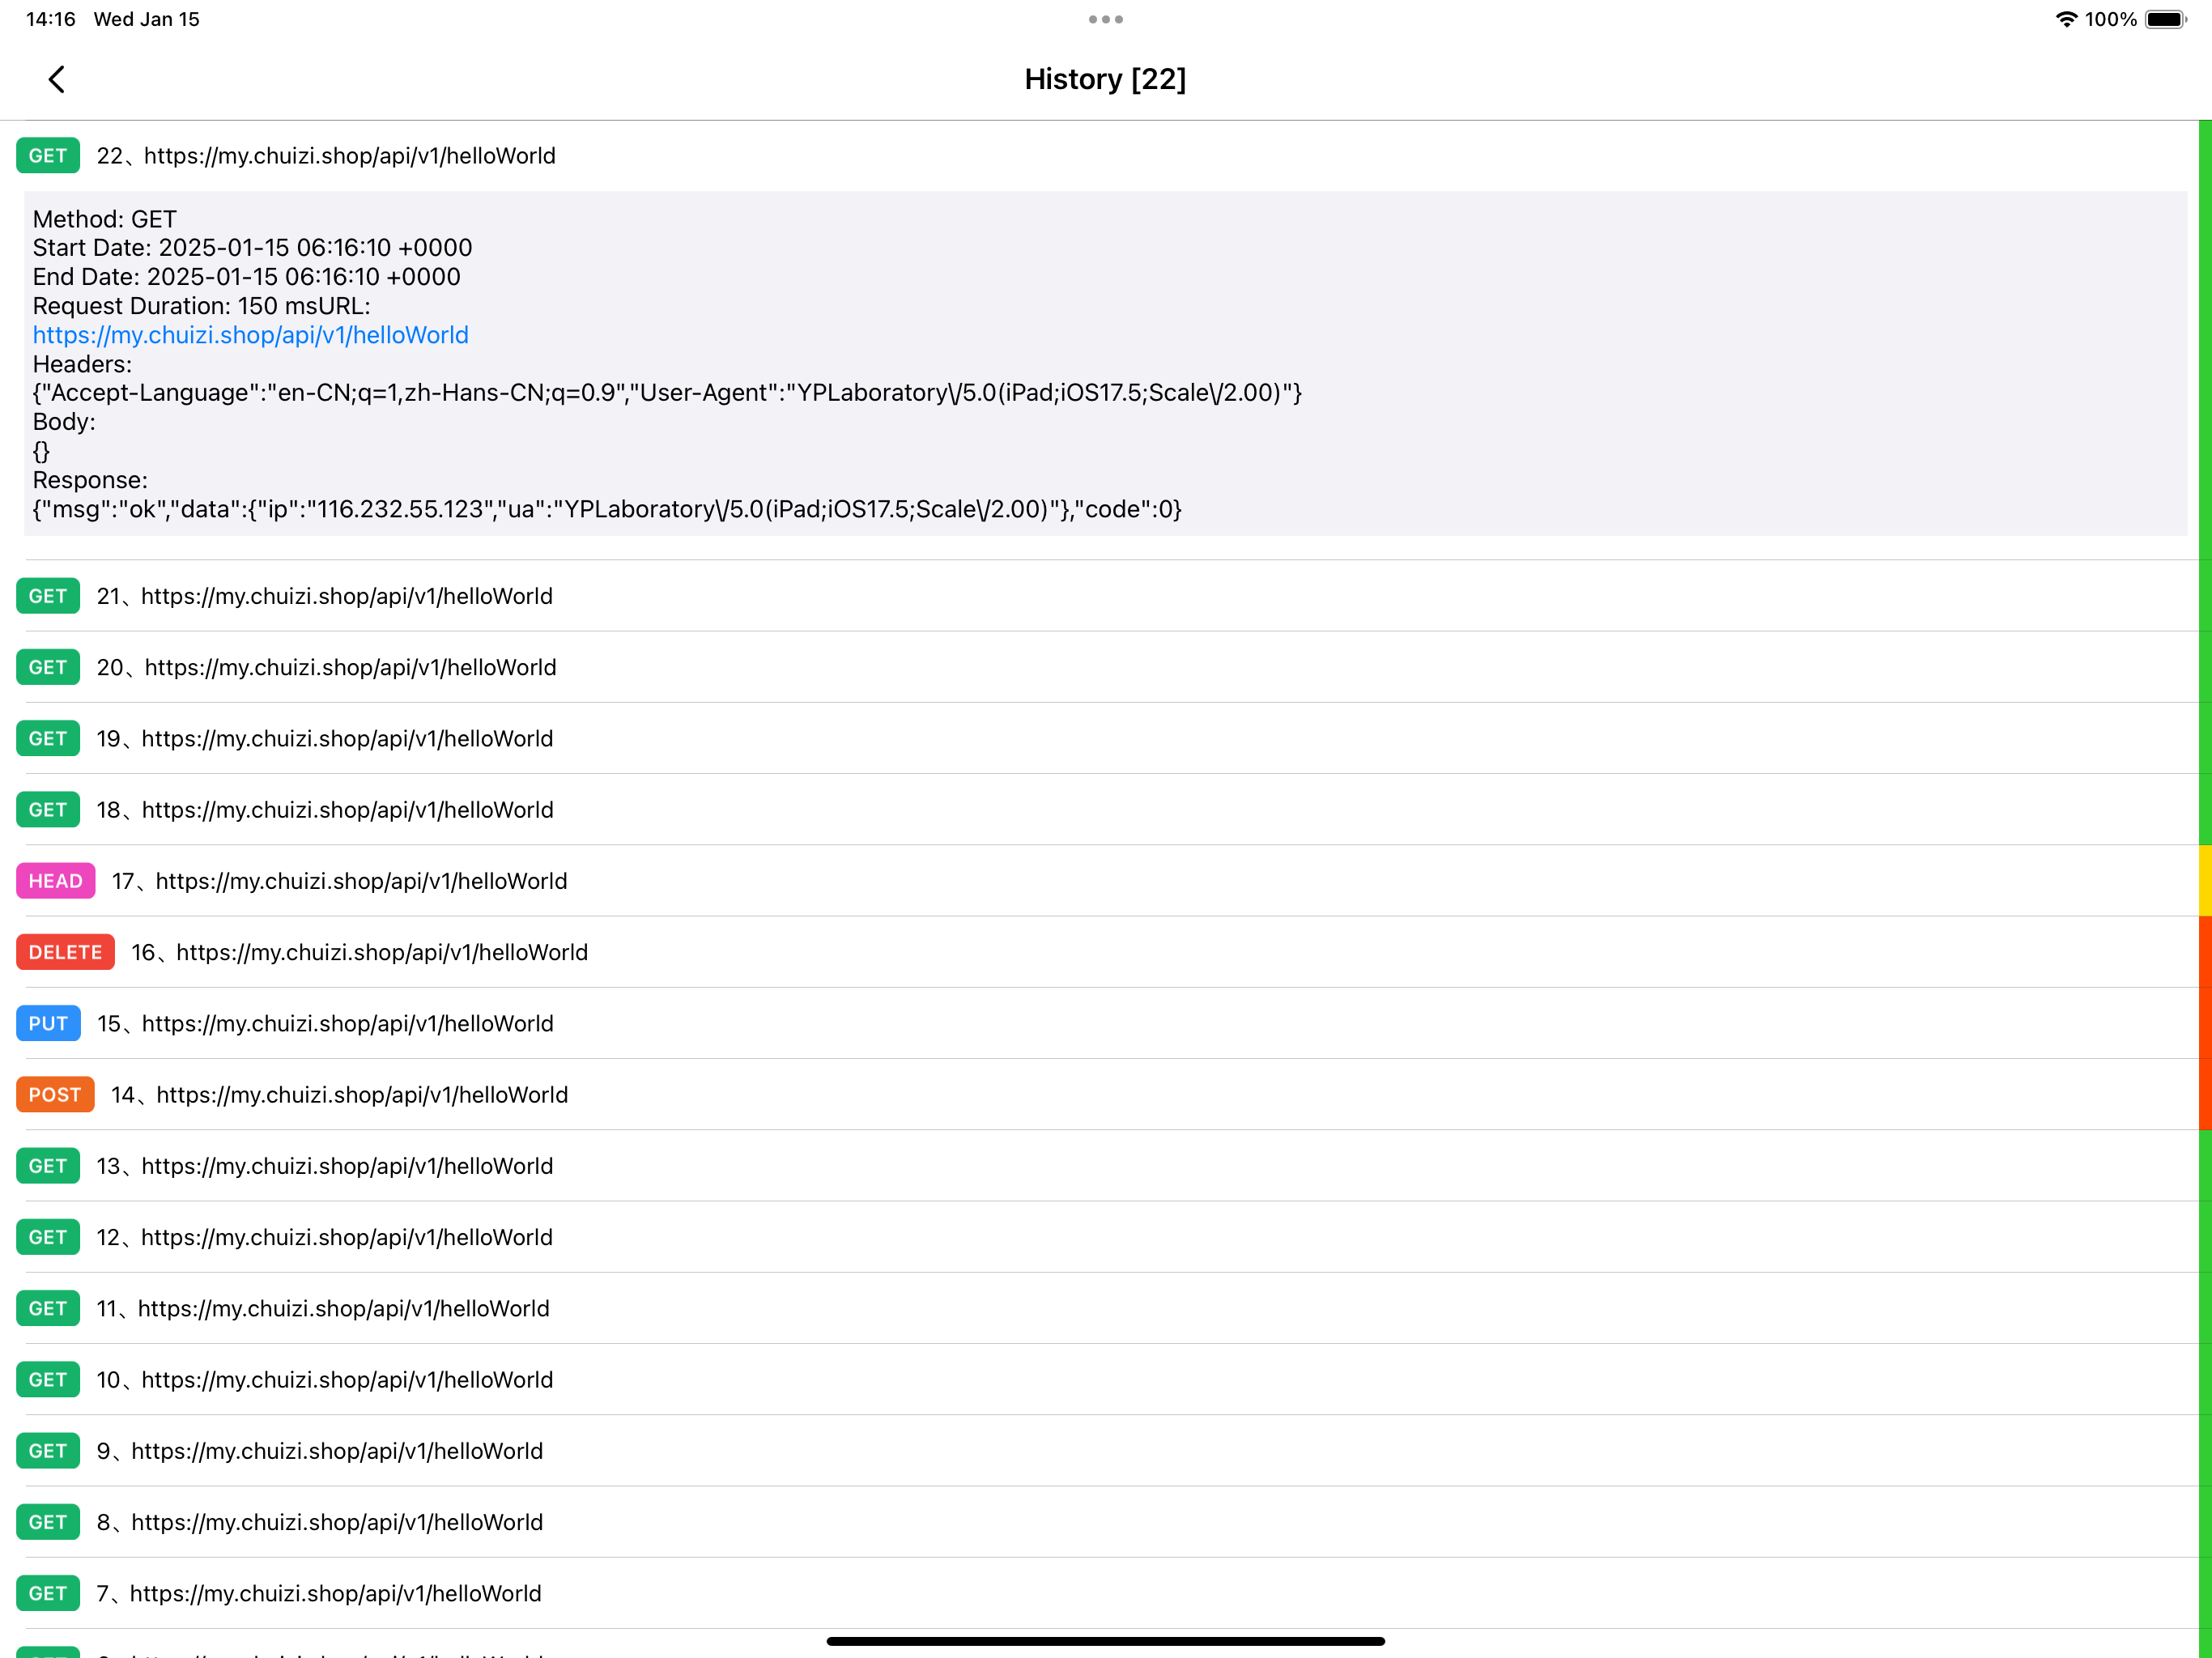 14:16 Wed Jan 15
100%
History [22]
GET 22、https://my.chuizi.shop/api/v1/helloWorld
Method: GET
Start Date: 2025-01-15 06:16:10 +0000
End Date: 2025-01-15 06:16:10 +0000
Request Duration: 150 msURL:
https://my.chuizi.shop/api/v1/helloWorld
Headers:
{"Accept-Language":"en-CN;q=1,zh-Hans-CN;q=0.9","User-Agent":"YPLaboratory\/5.0(iPad;iOS17.5;Scale\/2.00)"}
Body:
{}
Response:
{"msg":"ok","data":{"ip":"116.232.55.123","ua":"YPLaboratory\/5.0(iPad;iOS17.5;Scale\/2.00)"},"code":0}
GET 21、https://my.chuizi.shop/api/v1/helloWorld
GET 20、https://my.chuizi.shop/api/v1/helloWorld
GET 19、https://my.chuizi.shop/api/v1/helloWorld
GET 18、https://my.chuizi.shop/api/v1/helloWorld
HEAD 17、https://my.chuizi.shop/api/v1/helloWorld
DELETE 16、https://my.chuizi.shop/api/v1/helloWorld
PUT 15、https://my.chuizi.shop/api/v1/helloWorld
POST 14、https://my.chuizi.shop/api/v1/helloWorld
GET 13、https://my.chuizi.shop/api/v1/helloWorld
GET 12、https://my.chuizi.shop/api/v1/helloWorld
GET 11、https://my.chuizi.shop/api/v1/helloWorld
GET 10、https://my.chuizi.shop/api/v1/helloWorld
GET 9、https://my.chuizi.shop/api/v1/helloWorld
GET 8、https://my.chuizi.shop/api/v1/helloWorld
GET 7、https://my.chuizi.shop/api/v1/helloWorld